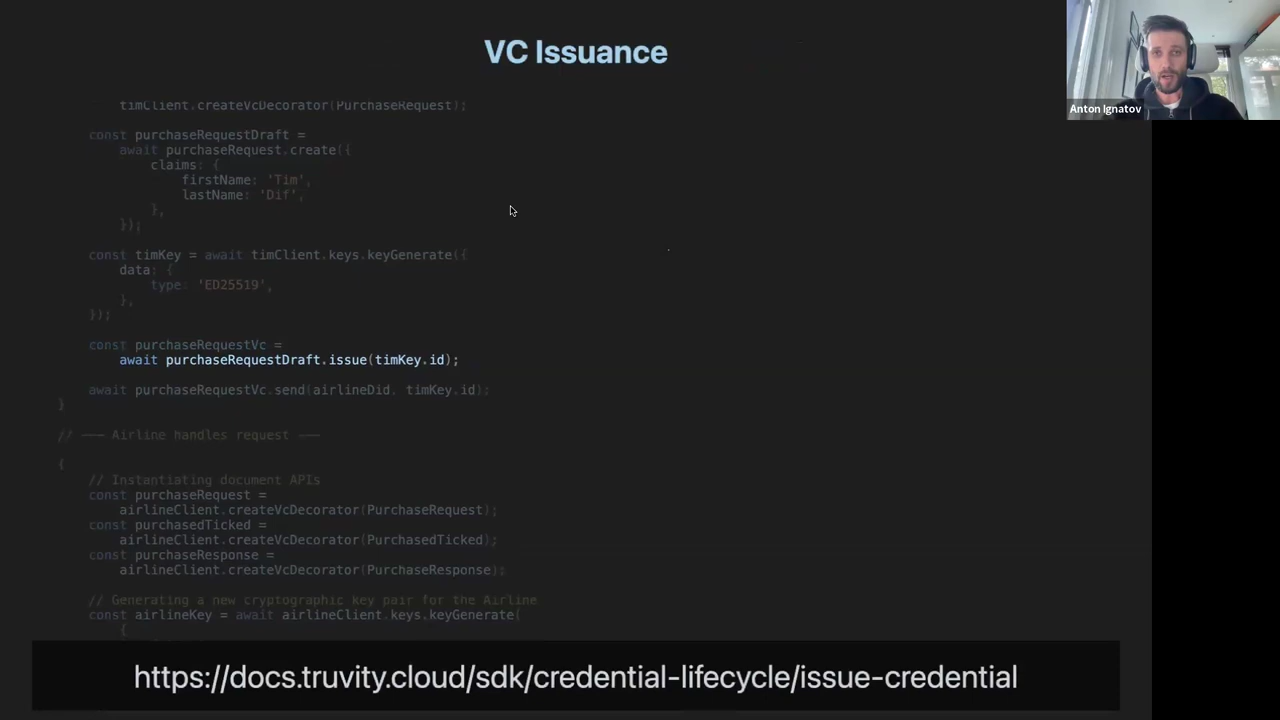 VC Issuance
Anton Ignatov
timClient.createVcDecorator(PurchaseRequest);
const purchaseRequestDraft =
await purchaseRequest.create({
claims: {
firstName: 'Tim',
lastName: 'Dif',
},
});
const timKey = await timClient.keys.keyGenerate({
data: {
type: 'ED25519',
},
});
const purchaseRequestVc =
await purchaseRequestDraft.issue(timKey.id);
await purchaseRequestVc.send(airlineDid, timKey.id);
}
// ─── Airline handles request ───
{
// Instantiating document APIs
const purchaseRequest =
airlineClient.createVcDecorator(PurchaseRequest);
const purchasedTicked =
airlineClient.createVcDecorator(PurchasedTicked);
const purchaseResponse =
airlineClient.createVcDecorator(PurchaseResponse);
// Generating a new cryptographic key pair for the Airline
const airlineKey = await airlineClient.keys.keyGenerate(
{
https://docs.truvity.cloud/sdk/credential-lifecycle/issue-credential